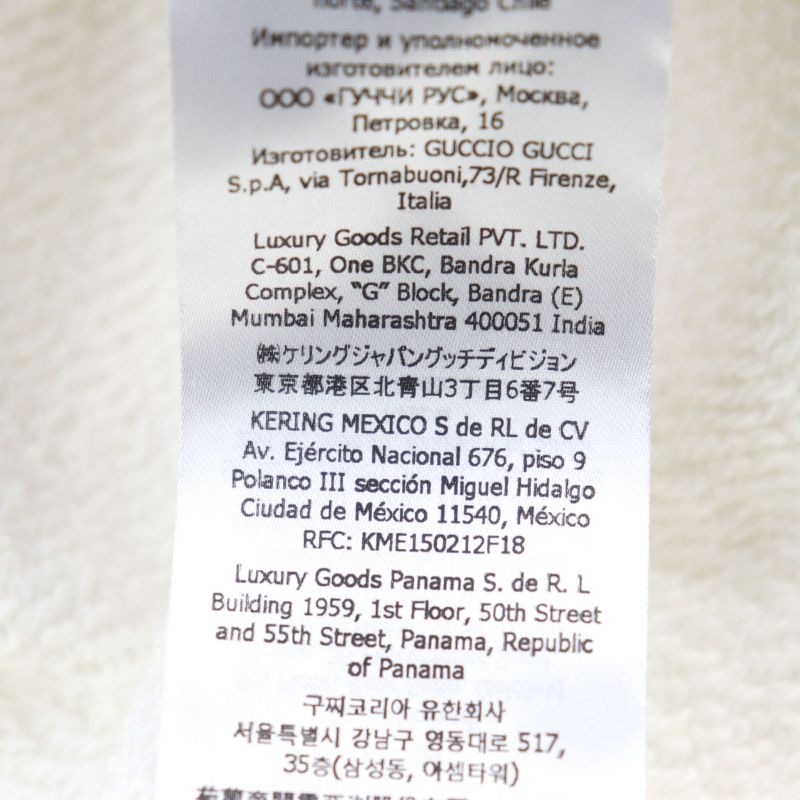 norte, Santiago Chile
Импортер и уполномоченное
изготовителем лицо:
ООО «ГУЧЧИ РУС», Москва,
Петровка, 16
Изготовитель: GUCCIO GUCCI
S.p.A, via Tornabuoni,73/R Firenze,
Italia
Luxury Goods Retail PVT. LTD.
C-601, One BKC, Bandra Kurla
Complex, "G" Block, Bandra (E)
Mumbai Maharashtra 400051 India
㈱ケリングジャパングッチディビジョン
東京都港区北青山3丁目6番7号
KERING MEXICO S de RL de CV
Av. Ejército Nacional 676, piso 9
Polanco III sección Miguel Hidalgo
Ciudad de México 11540, México
RFC: KME150212F18
Luxury Goods Panama S. de R. L
Building 1959, 1st Floor, 50th Street
and 55th Street, Panama, Republic
of Panama
구찌코리아 유한회사
서울특별시 강남구 영동대로 517,
35층(삼성동, 아셈타워)